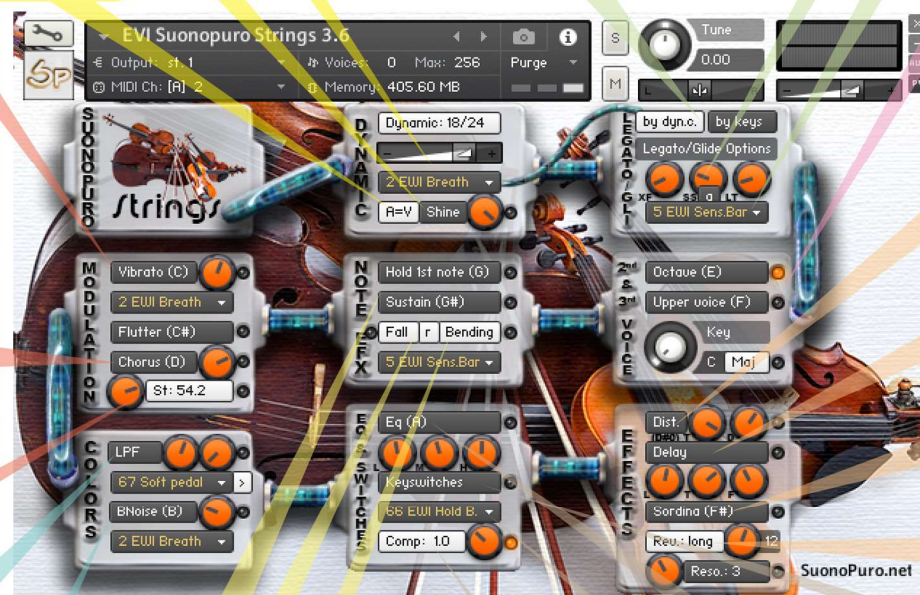 EVI Suonopuro Strings 3.6
Output: st. 1
Voices: 0 Max: 256
Purge
MIDI Ch: [A] 2
Memory: 405.60 MB
S
M
Tune
0.00
L
R
SP
SUONOPURO
strings
DYNAMIC
Dynamic: 18/24
2 EWI Breath
A=V
Shine
LEGATO/GLI
by dyn.c.
by keys
Legato/Glide Options
XF
SS
a
LT
5 EWI Sens.Bar
MODULATION
Vibrato (C)
2 EWI Breath
Flutter (C#)
Chorus (D)
St: 54.2
NOTE EFX
Hold 1st note (G)
Sustain (G#)
Fall
r
Bending
5 EWI Sens.Bar
2nd & 3rd VOICE
Octave (E)
Upper voice (F)
Key
C
Maj
COLORS
LPF
67 Soft pedal
>
BNoise (B)
2 EWI Breath
EQ & SWITCHES
Eq (A)
L
M
H
Keyswitches
66 EWI Hold B.
Comp: 1.0
EFFECTS
Dist.
(D#0)
T
D
Delay
L
T
F
Sordina (F#)
Rev.: long
12
Reso.: 3
SuonoPuro.net